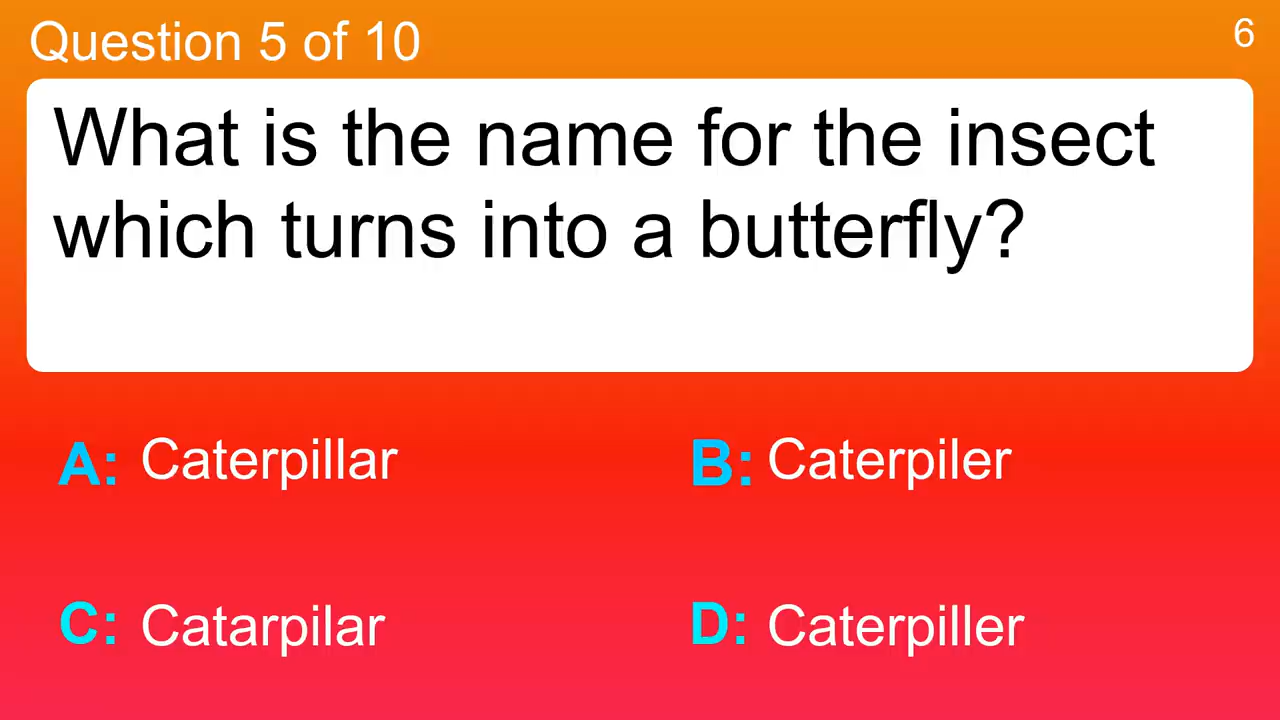 Question 5 of 10
6
What is the name for the insect
which turns into a butterfly?
A: Caterpillar
B: Caterpiler
C: Catarpilar
D: Caterpiller